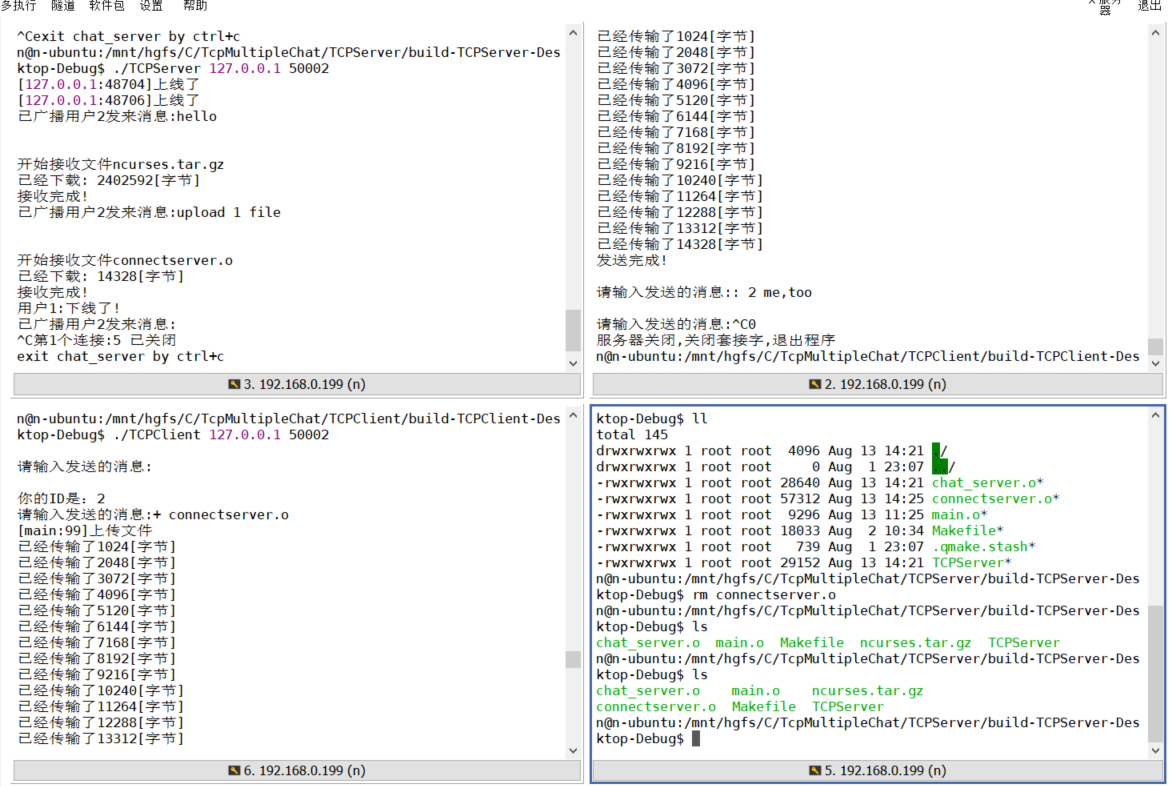 多执行 隧道 软件包 设置 帮助
服务器 退出
^Cexit chat_server by ctrl+c
n@n-ubuntu:/mnt/hgfs/C/TcpMultipleChat/TCPServer/build-TCPServer-Des
ktop-Debug$ ./TCPServer 127.0.0.1 50002
[127.0.0.1:48704]上线了
[127.0.0.1:48706]上线了
已广播用户2发来消息:hello
开始接收文件ncurses.tar.gz
已经下载: 2402592[字节]
接收完成!
已广播用户2发来消息:upload 1 file
开始接收文件connectserver.o
已经下载: 14328[字节]
接收完成!
用户1:下线了!
已广播用户2发来消息:
^C第1个连接:5 已关闭
exit chat_server by ctrl+c
3. 192.168.0.199 (n)
已经传输了1024[字节]
已经传输了2048[字节]
已经传输了3072[字节]
已经传输了4096[字节]
已经传输了5120[字节]
已经传输了6144[字节]
已经传输了7168[字节]
已经传输了8192[字节]
已经传输了9216[字节]
已经传输了10240[字节]
已经传输了11264[字节]
已经传输了12288[字节]
已经传输了13312[字节]
已经传输了14328[字节]
发送完成!
请输入发送的消息:: 2 me,too
请输入发送的消息:^C0
服务器关闭,关闭套接字,退出程序
n@n-ubuntu:/mnt/hgfs/C/TcpMultipleChat/TCPClient/build-TCPClient-Des
2. 192.168.0.199 (n)
n@n-ubuntu:/mnt/hgfs/C/TcpMultipleChat/TCPClient/build-TCPClient-Des
ktop-Debug$ ./TCPClient 127.0.0.1 50002
请输入发送的消息:
你的ID是: 2
请输入发送的消息:+ connectserver.o
[main:99]上传文件
已经传输了1024[字节]
已经传输了2048[字节]
已经传输了3072[字节]
已经传输了4096[字节]
已经传输了5120[字节]
已经传输了6144[字节]
已经传输了7168[字节]
已经传输了8192[字节]
已经传输了9216[字节]
已经传输了10240[字节]
已经传输了11264[字节]
已经传输了12288[字节]
已经传输了13312[字节]
6. 192.168.0.199 (n)
ktop-Debug$ ll
total 145
drwxrwxrwx 1 root root 4096 Aug 13 14:21 ./
drwxrwxrwx 1 root root 0 Aug 1 23:07 ../
-rwxrwxrwx 1 root root 28640 Aug 13 14:21 chat_server.o*
-rwxrwxrwx 1 root root 57312 Aug 13 14:25 connectserver.o*
-rwxrwxrwx 1 root root 9296 Aug 13 11:25 main.o*
-rwxrwxrwx 1 root root 18033 Aug 2 10:34 Makefile*
-rwxrwxrwx 1 root root 739 Aug 1 23:07 .qmake.stash*
-rwxrwxrwx 1 root root 29152 Aug 13 14:21 TCPServer*
n@n-ubuntu:/mnt/hgfs/C/TcpMultipleChat/TCPServer/build-TCPServer-Des
ktop-Debug$ rm connectserver.o
n@n-ubuntu:/mnt/hgfs/C/TcpMultipleChat/TCPServer/build-TCPServer-Des
ktop-Debug$ ls
chat_server.o main.o Makefile ncurses.tar.gz TCPServer
n@n-ubuntu:/mnt/hgfs/C/TcpMultipleChat/TCPServer/build-TCPServer-Des
ktop-Debug$ ls
chat_server.o main.o ncurses.tar.gz
connectserver.o Makefile TCPServer
n@n-ubuntu:/mnt/hgfs/C/TcpMultipleChat/TCPServer/build-TCPServer-Des
ktop-Debug$
5. 192.168.0.199 (n)